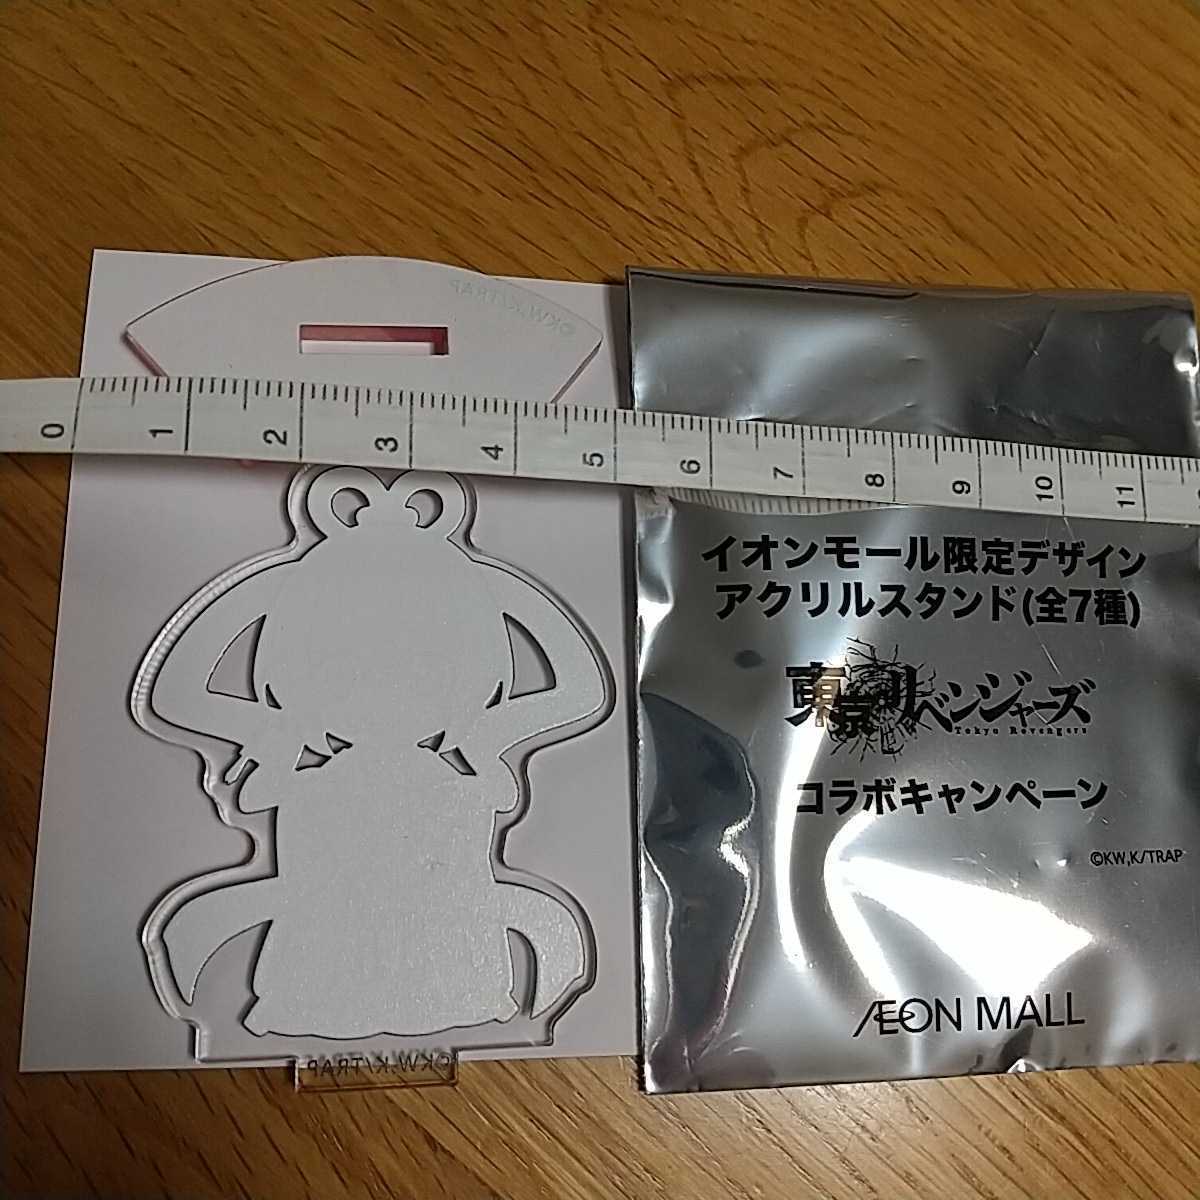 ©KW,K/TRAP
0 1 2 3 4 5 6 7 8 9 10 11
イオンモール限定デザイン
アクリルスタンド(全7種)
東京リベンジャーズ
Tokyo Revengers
コラボキャンペーン
©KW,K/TRAP
ÆON MALL
©KW,K/TRAP